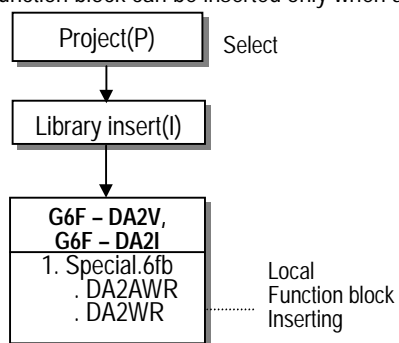 unction block can be inserted only when a
Project(P)
Select
Library insert(I)
G6F – DA2V,
G6F – DA2I
1. Special.6fb
. DA2AWR
. DA2WR
Local
Function block
Inserting